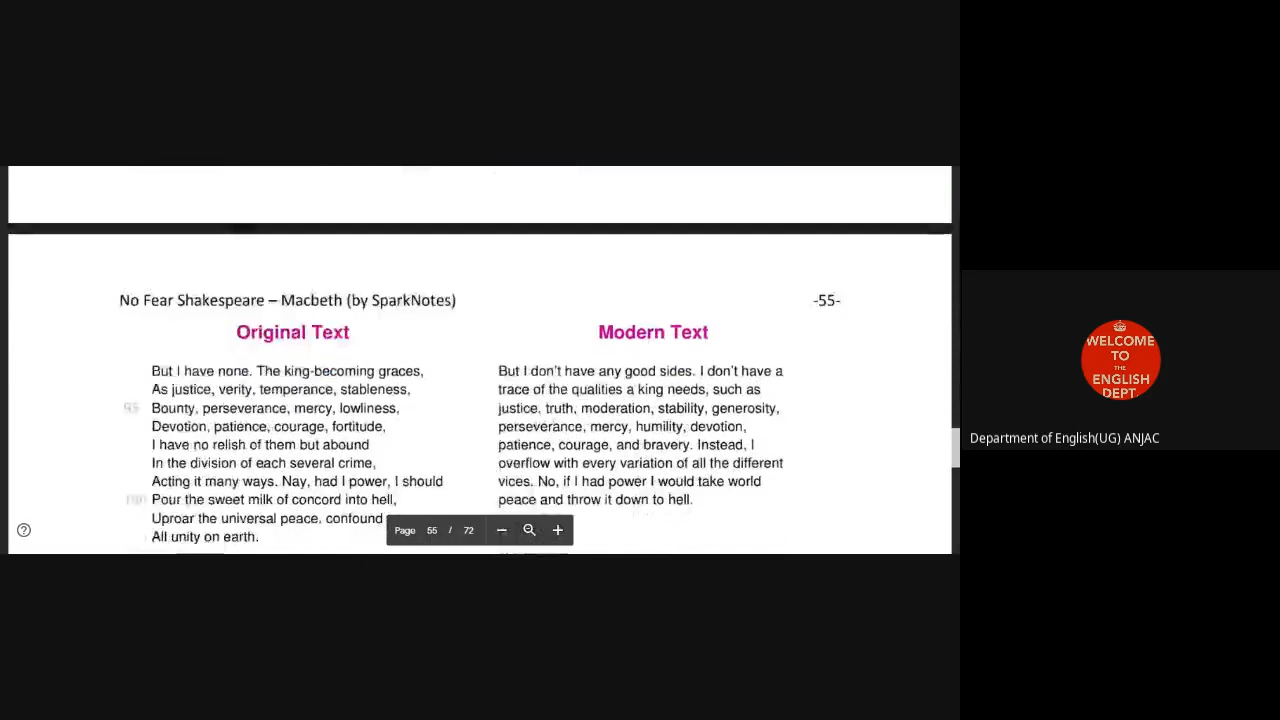 No Fear Shakespeare – Macbeth (by SparkNotes)
-55-
Original Text
But I have none. The king-becoming graces,
As justice, verity, temperance, stableness,
95 Bounty, perseverance, mercy, lowliness,
Devotion, patience, courage, fortitude,
I have no relish of them but abound
In the division of each several crime,
Acting it many ways. Nay, had I power, I should
100 Pour the sweet milk of concord into hell,
Uproar the universal peace, confound
All unity on earth.
Modern Text
But I don't have any good sides. I don't have a
trace of the qualities a king needs, such as
justice, truth, moderation, stability, generosity,
perseverance, mercy, humility, devotion,
patience, courage, and bravery. Instead, I
overflow with every variation of all the different
vices. No, if I had power I would take world
peace and throw it down to hell.
Page 55 / 72
WELCOME
TO
THE
ENGLISH
DEPT.
Department of English(UG) ANJAC